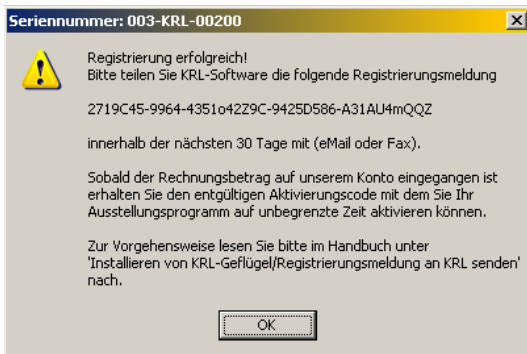 Seriennummer: 003-KRL-00200
Registrierung erfolgreich!
Bitte teilen Sie KRL-Software die folgende Registrierungsmeldung
2719C45-9964-4351o42Z9C-9425D586-A31AU4mQQZ
innerhalb der nächsten 30 Tage mit (eMail oder Fax).
Sobald der Rechnungsbetrag auf unserem Konto eingegangen ist
erhalten Sie den entgültigen Aktivierungscode mit dem Sie Ihr
Ausstellungsprogramm auf unbegrenzte Zeit aktivieren können.
Zur Vorgehensweise lesen Sie bitte im Handbuch unter
'Installieren von KRL-Geflügel/Registrierungsmeldung an KRL senden'
nach.
OK